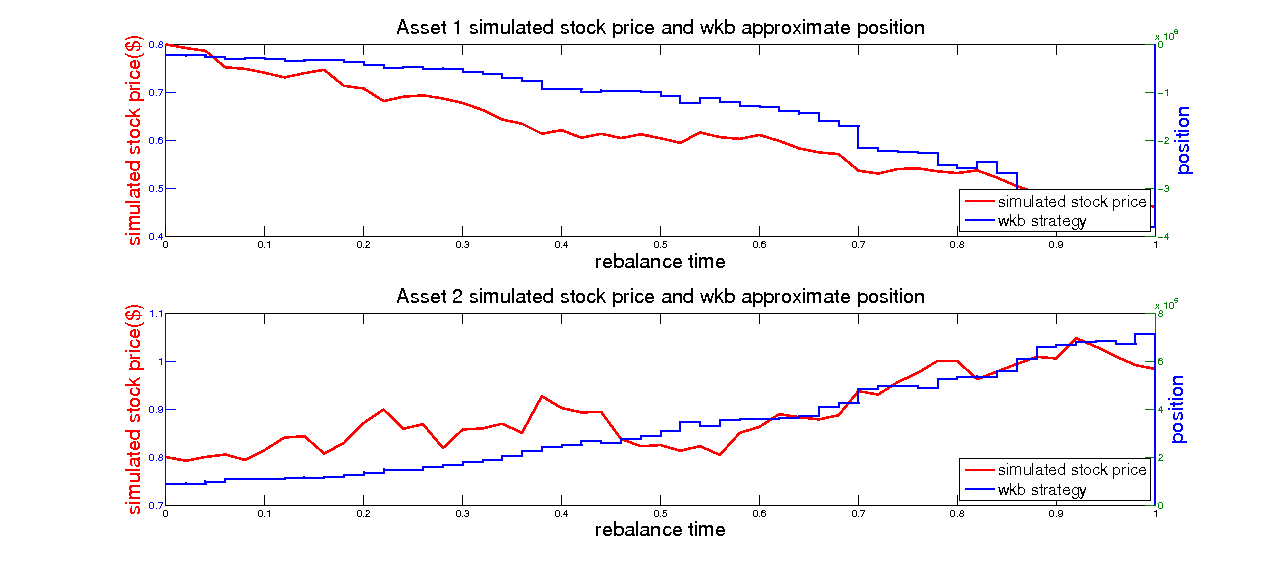 Asset 1 simulated stock price and wkb approximate position
simulated stock price($)
0.8
0.7
0.6
0.5
0.4
0
-1
-2
-3
-4
position
simulated stock price
wkb strategy
0 0.1 0.2 0.3 0.4 0.5 0.6 0.7 0.8 0.9 1
rebalance time
Asset 2 simulated stock price and wkb approximate position
simulated stock price($)
1.1
1
0.9
0.8
0.7
8
6
4
2
0
position
simulated stock price
wkb strategy
0 0.1 0.2 0.3 0.4 0.5 0.6 0.7 0.8 0.9 1
rebalance time